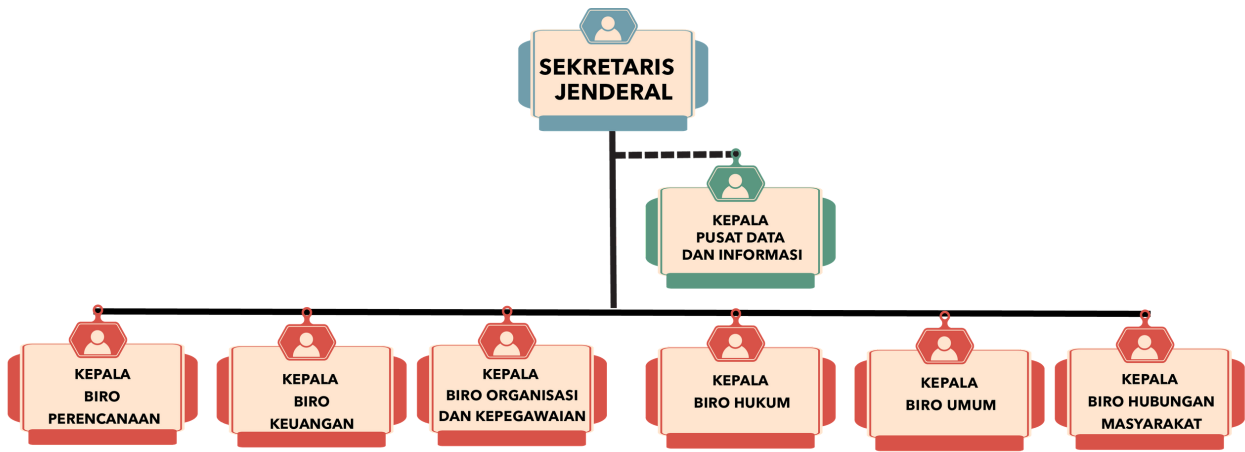 SEKRETARIS
JENDERAL
KEPALA
PUSAT DATA
DAN INFORMASI
KEPALA
BIRO
PERENCANAAN
KEPALA
BIRO
KEUANGAN
KEPALA
BIRO ORGANISASI
DAN KEPEGAWAIAN
KEPALA
BIRO HUKUM
KEPALA
BIRO UMUM
KEPALA
BIRO HUBUNGAN
MASYARAKAT